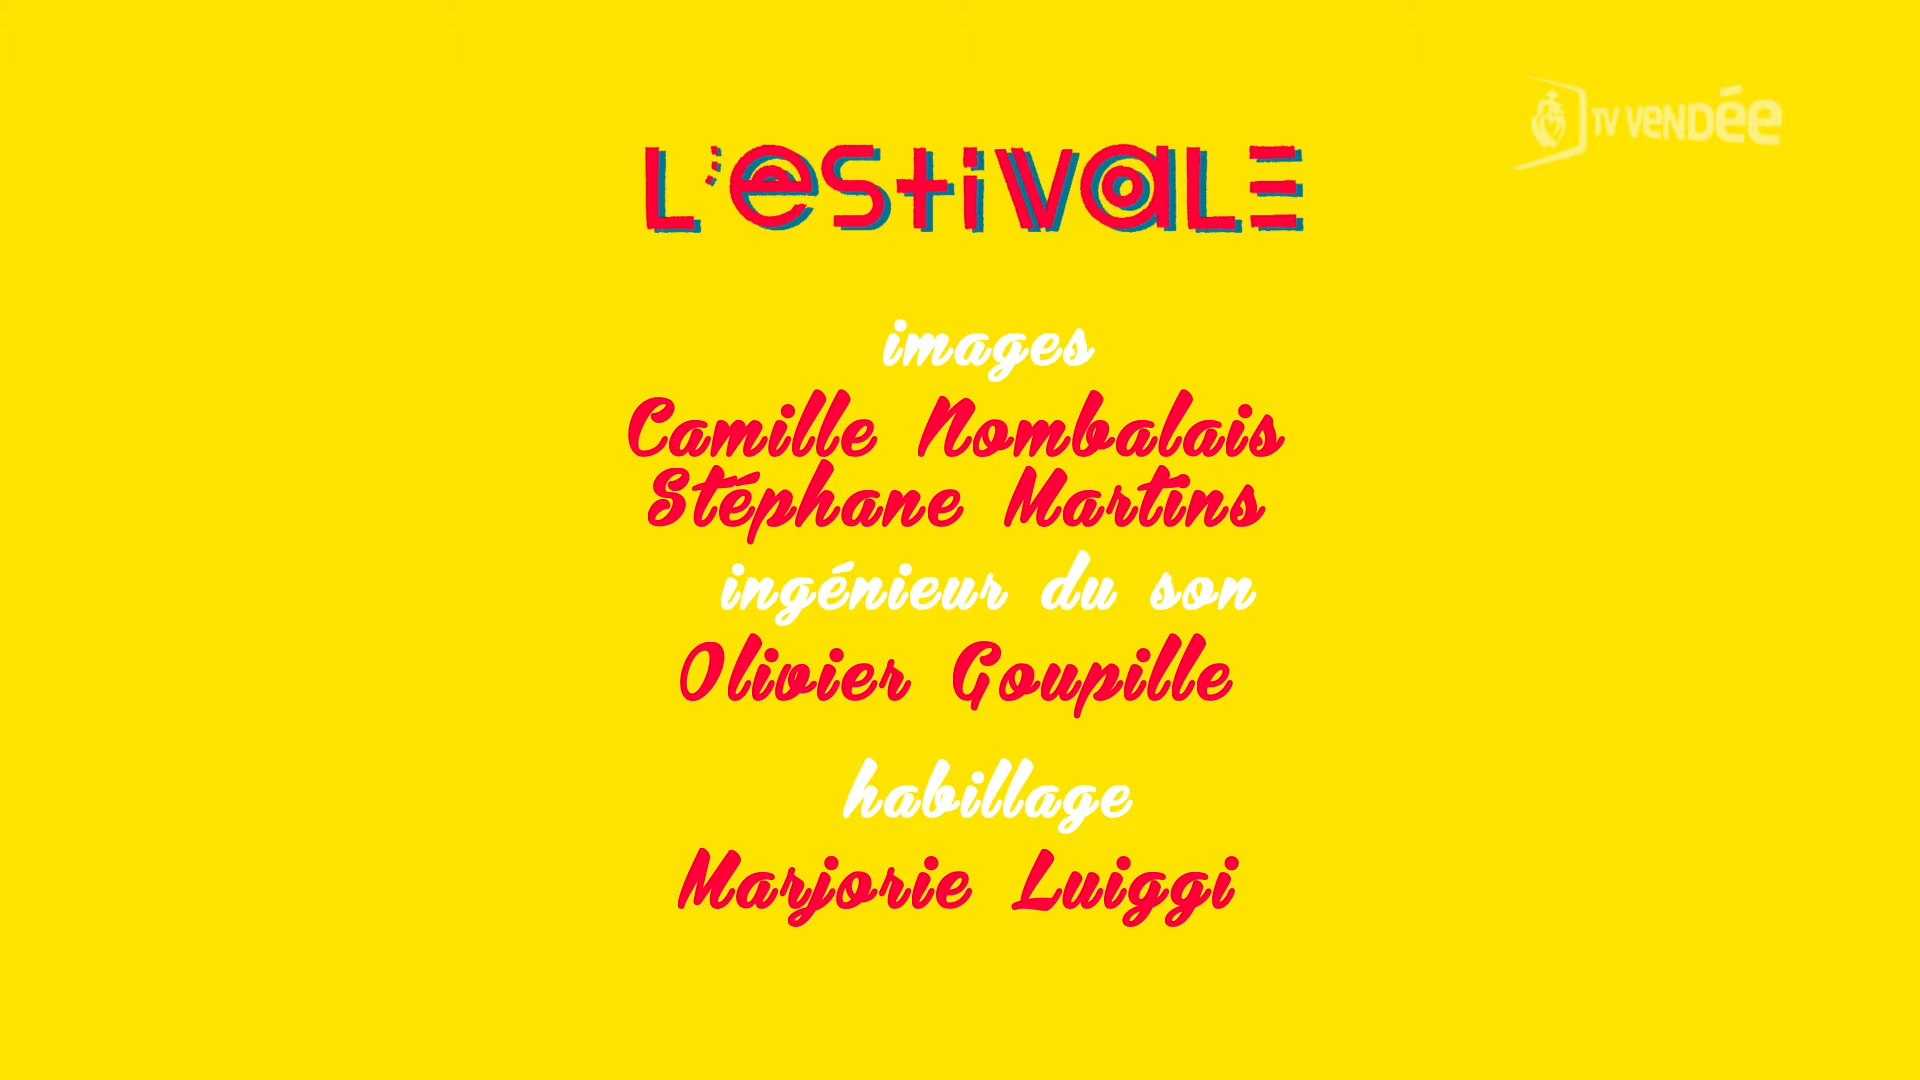 TV VENDÉE
L'ESTIVALE
images
Camille Nombalais
Stéphane Martins
ingénieur du son
Olivier Goupille
habillage
Marjorie Luiggi